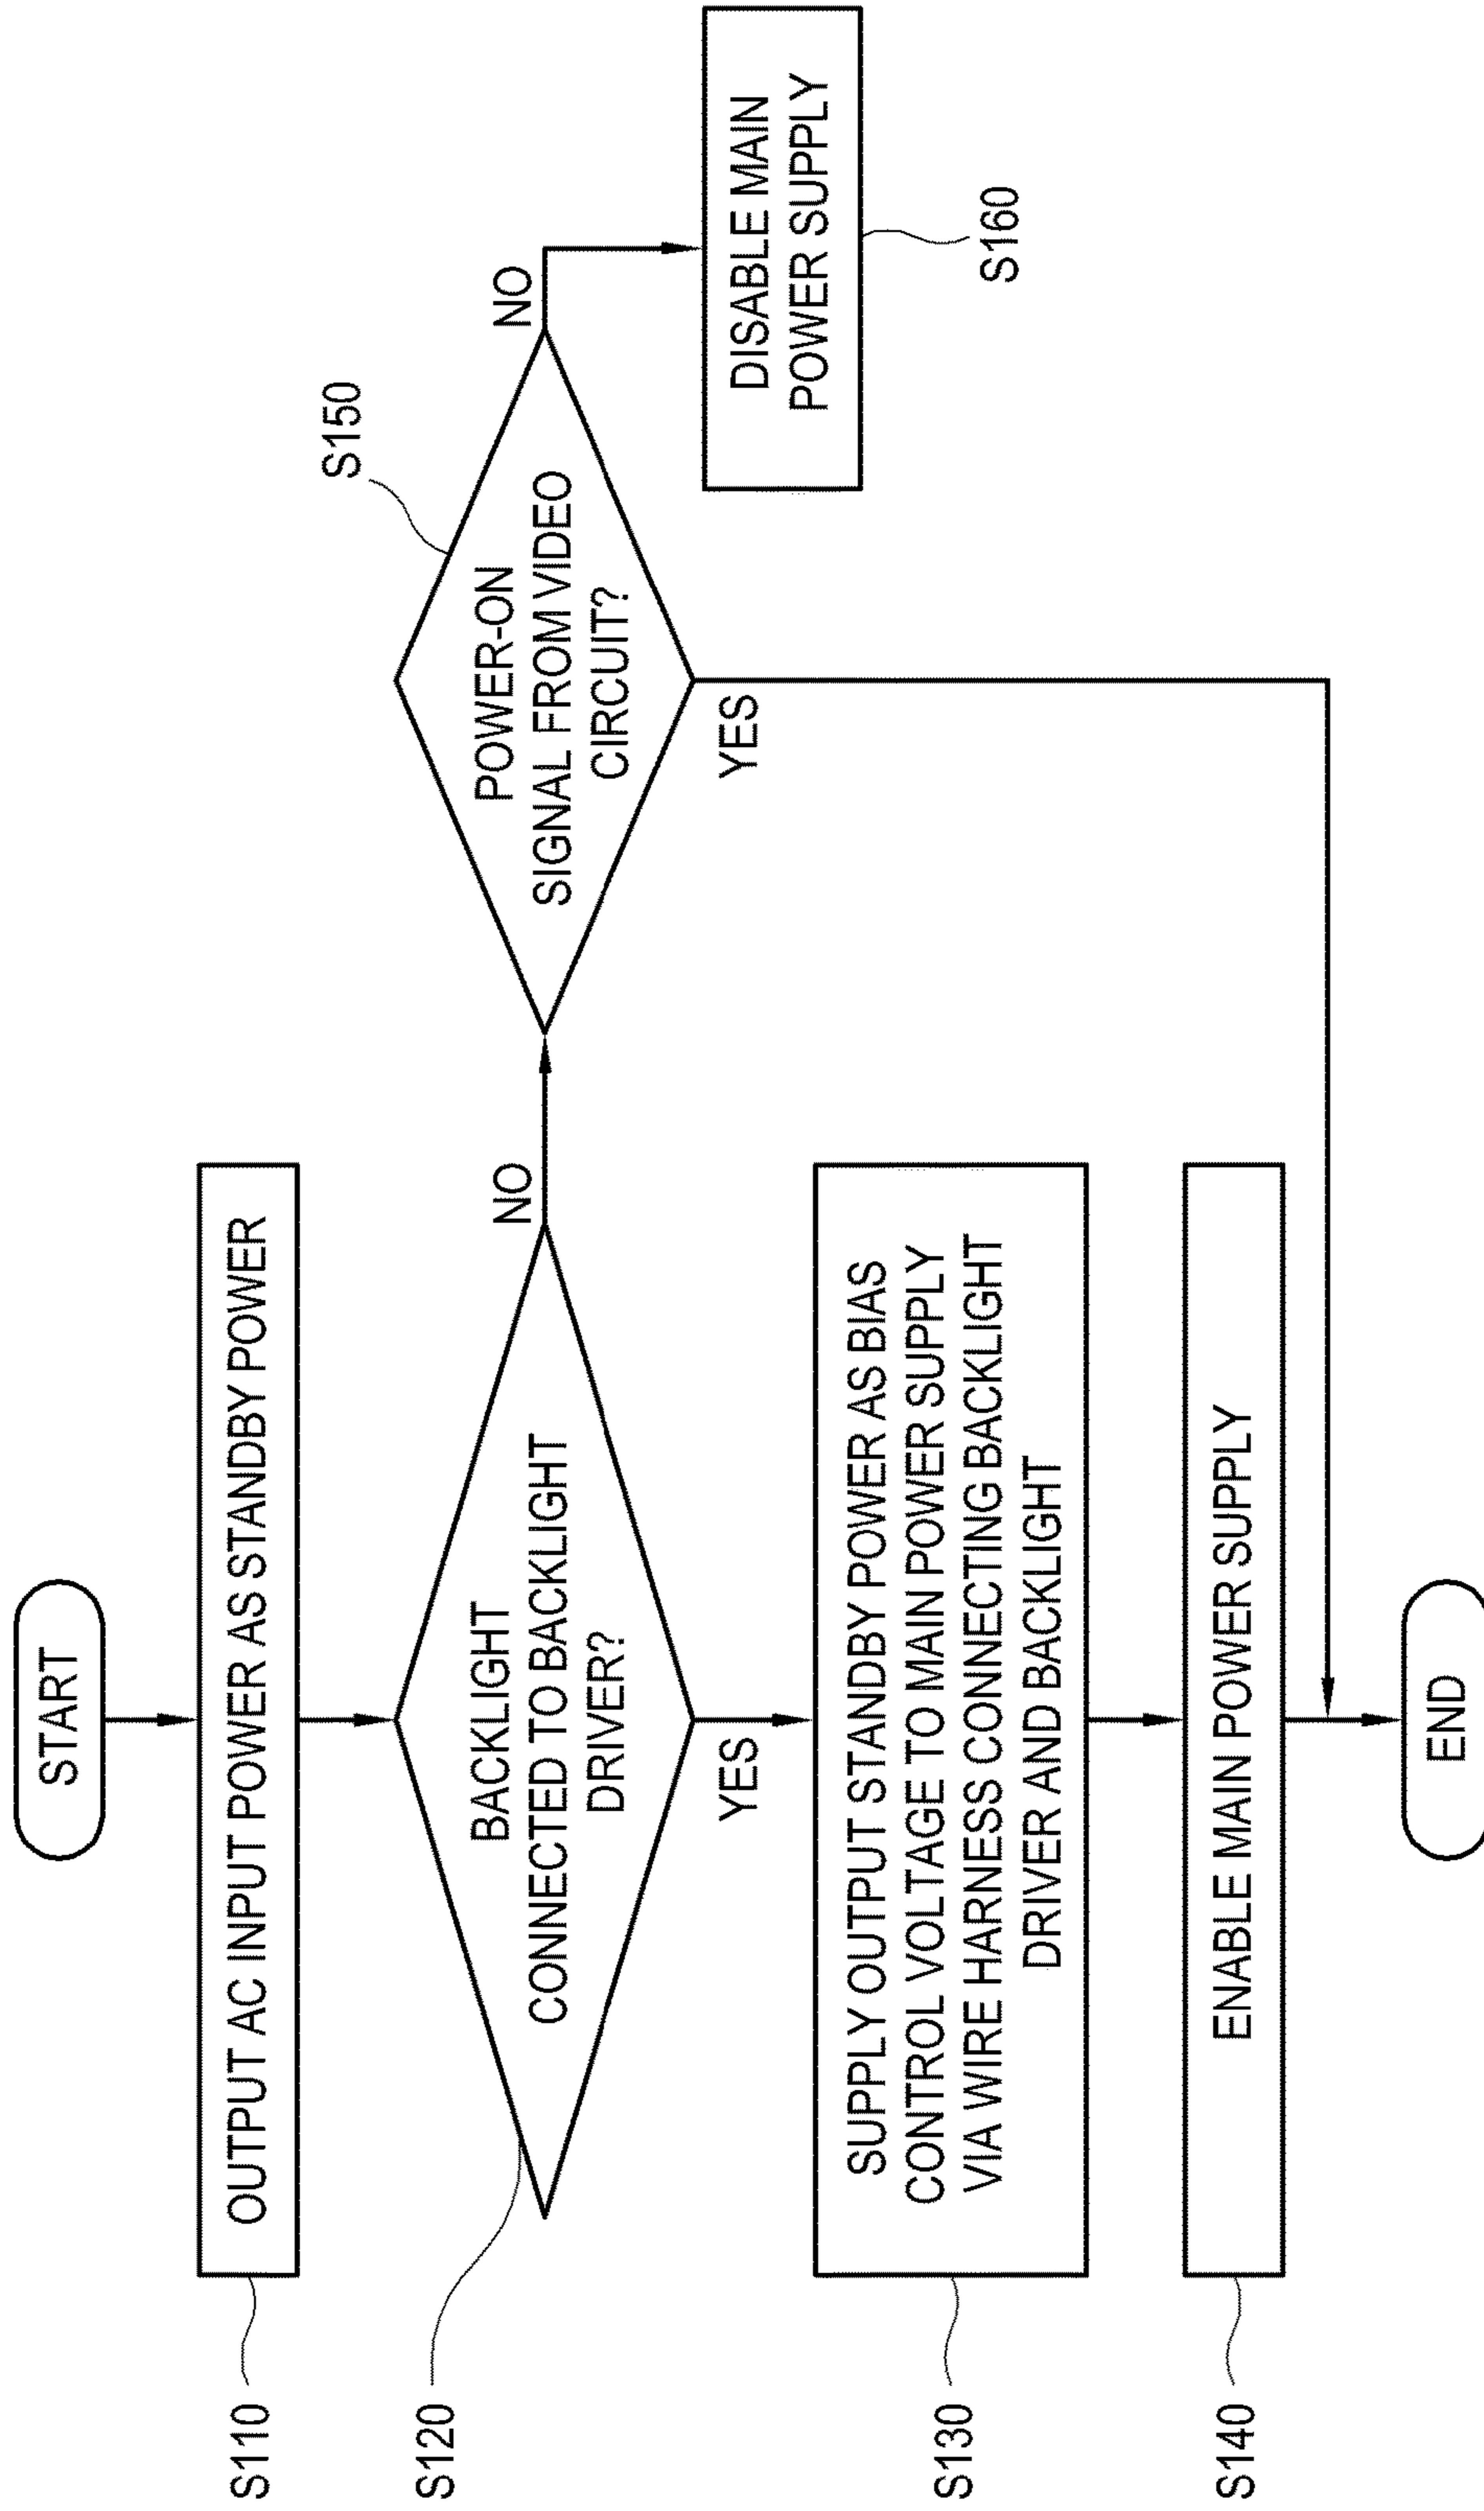 START
S110
OUTPUT AC INPUT POWER AS STANDBY POWER
S120
BACKLIGHT
CONNECTED TO BACKLIGHT
DRIVER?
NO
YES
S150
POWER-ON
SIGNAL FROM VIDEO
CIRCUIT?
NO
YES
DISABLE MAIN
POWER SUPPLY
S160
S130
SUPPLY OUTPUT STANDBY POWER AS BIAS
CONTROL VOLTAGE TO MAIN POWER SUPPLY
VIA WIRE HARNESS CONNECTING BACKLIGHT
DRIVER AND BACKLIGHT
S140
ENABLE MAIN POWER SUPPLY
END